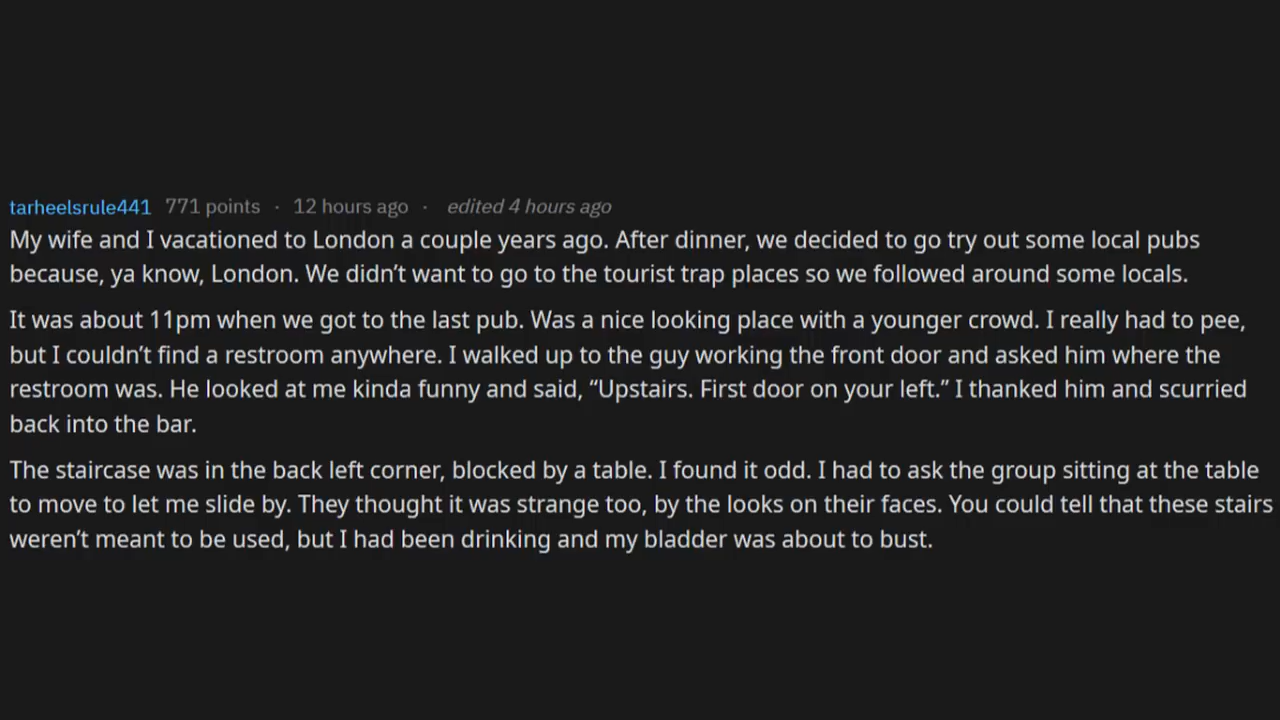 tarheelsrule441 771 points · 12 hours ago · edited 4 hours ago
My wife and I vacationed to London a couple years ago. After dinner, we decided to go try out some local pubs
because, ya know, London. We didn’t want to go to the tourist trap places so we followed around some locals.
It was about 11pm when we got to the last pub. Was a nice looking place with a younger crowd. I really had to pee,
but I couldn’t find a restroom anywhere. I walked up to the guy working the front door and asked him where the
restroom was. He looked at me kinda funny and said, “Upstairs. First door on your left.” I thanked him and scurried
back into the bar.
The staircase was in the back left corner, blocked by a table. I found it odd. I had to ask the group sitting at the table
to move to let me slide by. They thought it was strange too, by the looks on their faces. You could tell that these stairs
weren’t meant to be used, but I had been drinking and my bladder was about to bust.